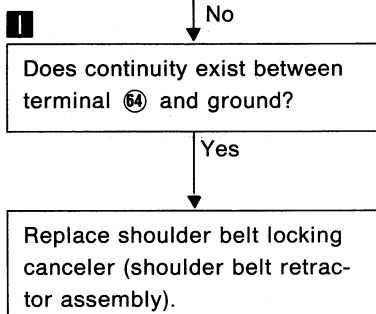 No
I
Does continuity exist between
terminal 64 and ground?
Yes
Replace shoulder belt locking
canceler (shoulder belt retrac-
tor assembly).